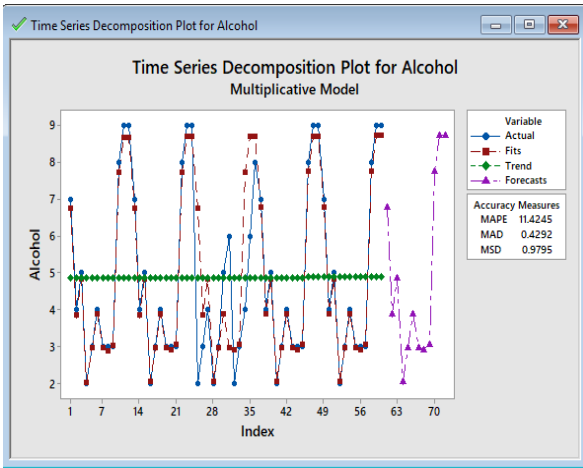 Time Series Decomposition Plot for Alcohol
Time Series Decomposition Plot for Alcohol
Multiplicative Model
9
8
7
6
5
4
3
2
Alcohol
1 7 14 21 28 35 42 49 56 63 70
Index
Variable
Actual
Fits
Trend
Forecasts
Accuracy Measures
MAPE 11.4245
MAD 0.4292
MSD 0.9795